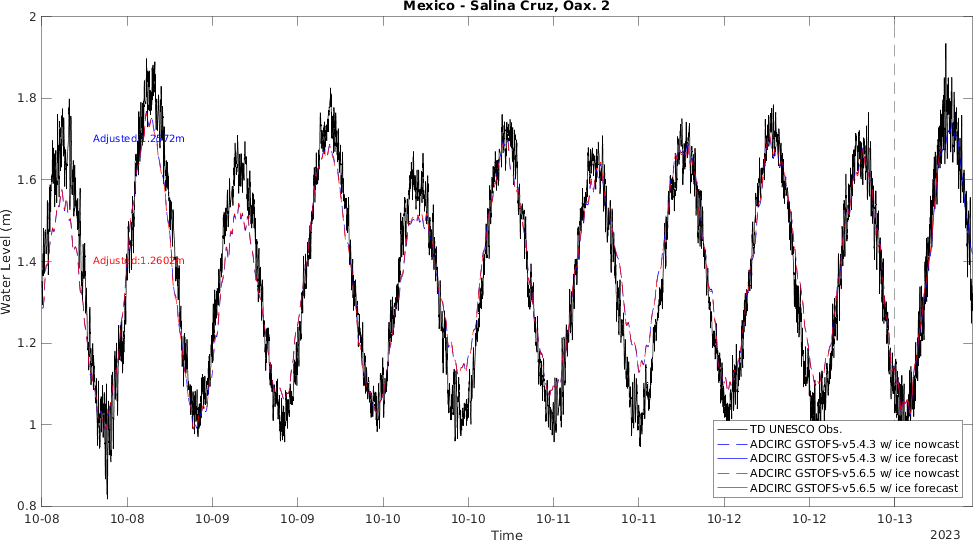 Mexico - Salina Cruz, Oax. 2
Water Level (m)
2
1.8
1.6
1.4
1.2
1
0.8
Adjusted:1.2572m
Adjusted:1.2602m
TD UNESCO Obs.
ADCIRC GSTOFS-v5.4.3 w/ ice nowcast
ADCIRC GSTOFS-v5.4.3 w/ ice forecast
ADCIRC GSTOFS-v5.6.5 w/ ice nowcast
ADCIRC GSTOFS-v5.6.5 w/ ice forecast
10-08 10-08 10-09 10-09 10-10 10-10 10-11 10-11 10-12 10-12 10-13
Time
2023